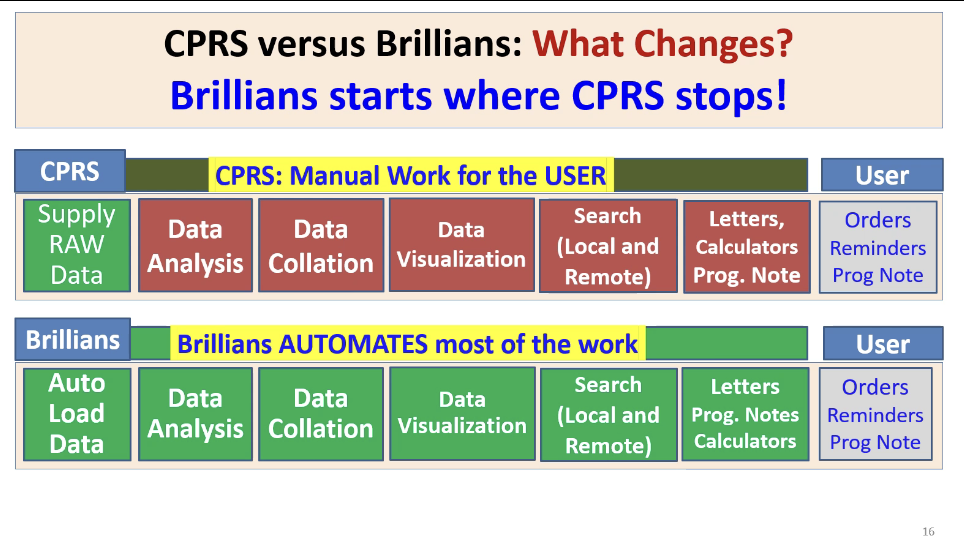 CPRS versus Brillians: What Changes?
Brillians starts where CPRS stops!
CPRS
CPRS: Manual Work for the USER
User
Supply
RAW
Data
Data
Analysis
Data
Collation
Data
Visualization
Search
(Local and
Remote)
Letters,
Calculators
Prog. Note
Orders
Reminders
Prog Note
Brillians
Brillians AUTOMATES most of the work
User
Auto
Load
Data
Data
Analysis
Data
Collation
Data
Visualization
Search
(Local and
Remote)
Letters
Prog. Notes
Calculators
Orders
Reminders
Prog Note
16